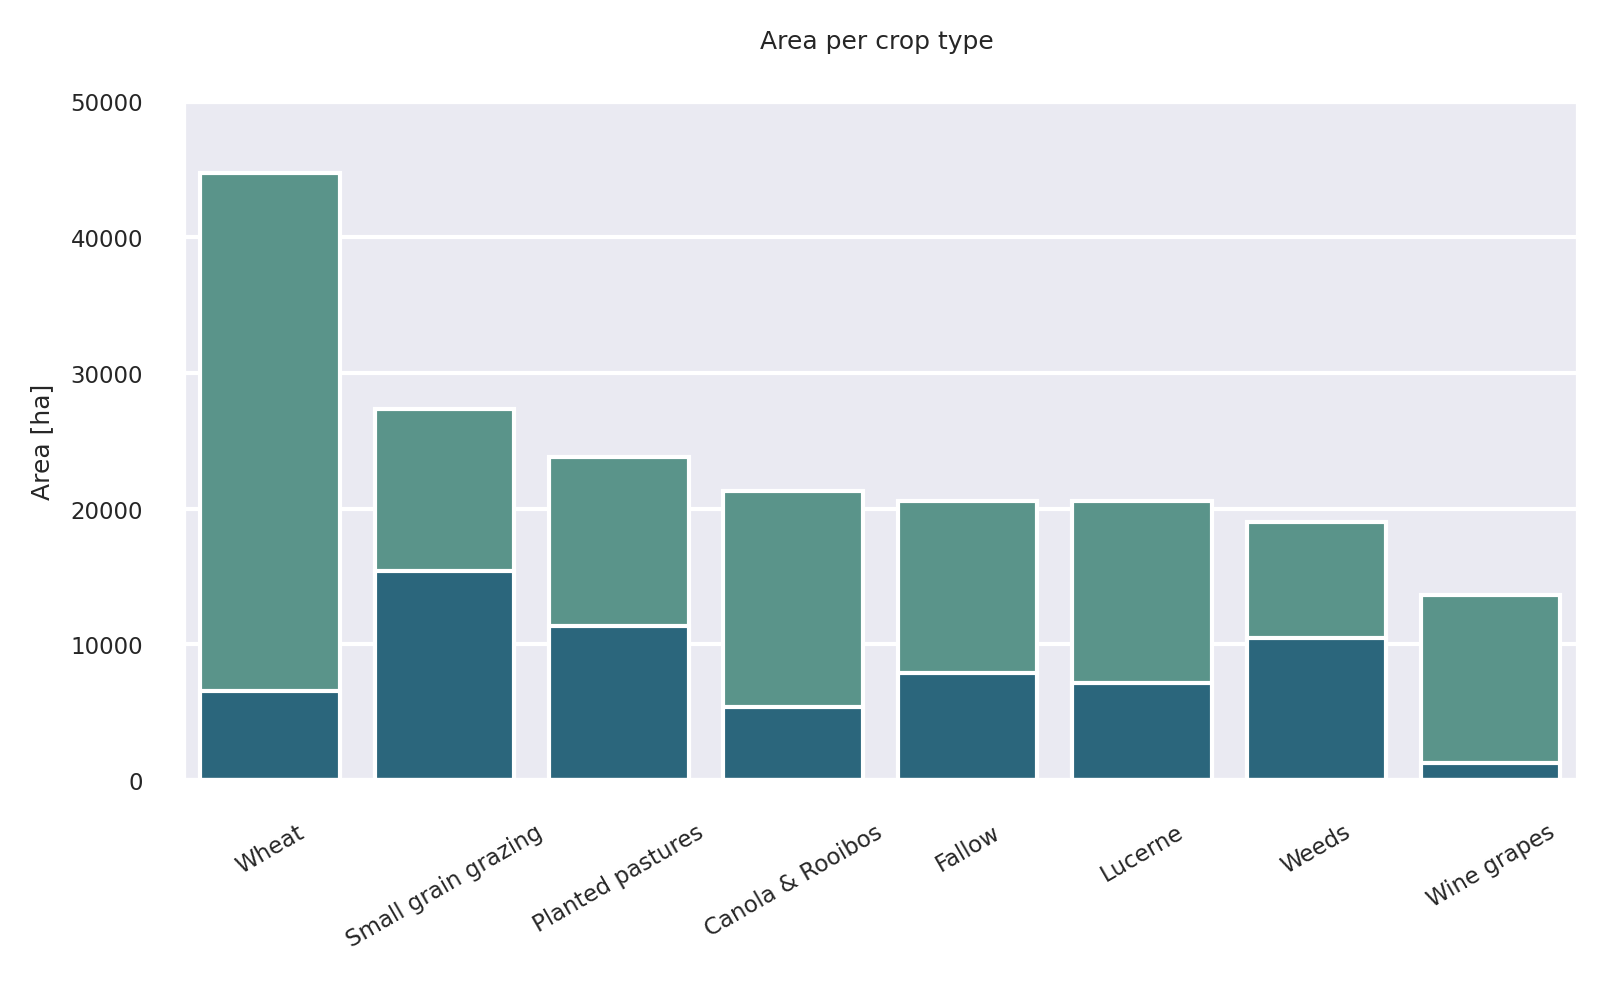 Area per crop type
50000
40000
30000
20000
10000
0
Area [ha]
Wheat
Small grain grazing
Planted pastures
Canola & Rooibos
Fallow
Lucerne
Weeds
Wine grapes